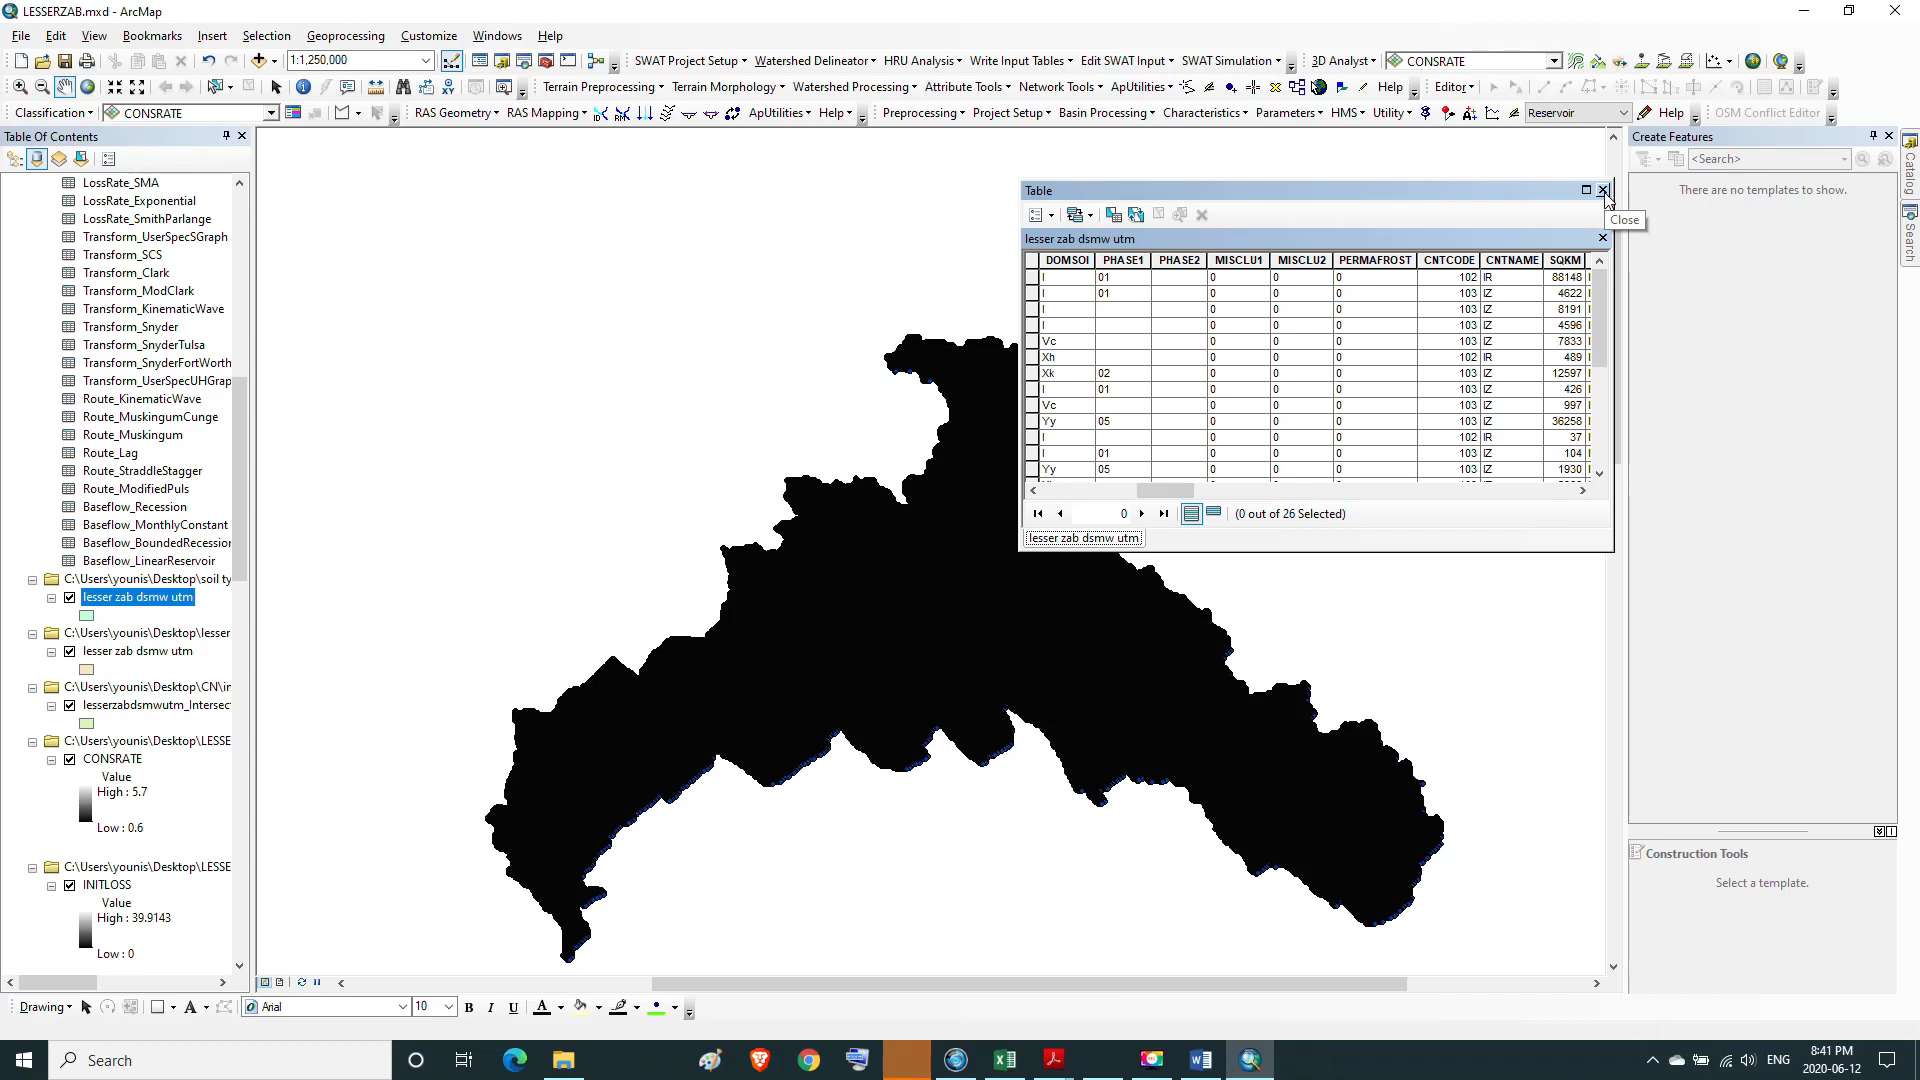 LESSERZAB.mxd - ArcMap
File Edit View Bookmarks Insert Selection Geoprocessing Customize Windows Help
1:1,250,000 SWAT Project Setup Watershed Delineator HRU Analysis Write Input Tables Edit SWAT Input SWAT Simulation 3D Analyst CONSRATE
Terrain Preprocessing Terrain Morphology Watershed Processing Attribute Tools Network Tools ApUtilities Help Editor
Classification CONSRATE RAS Geometry RAS Mapping ApUtilities Help Preprocessing Project Setup Basin Processing Characteristics Parameters HMS Utility Reservoir Help OSM Conflict Editor
Table Of Contents
LossRate_SMA
LossRate_Exponential
LossRate_SmithParlange
Transform_UserSpecSGraph
Transform_SCS
Transform_Clark
Transform_ModClark
Transform_KinematicWave
Transform_Snyder
Transform_SnyderTulsa
Transform_SnyderFortWorth
Transform_UserSpecUHGrap
Route_KinematicWave
Route_MuskingumCunge
Route_Muskingum
Route_Lag
Route_StraddleStagger
Route_ModifiedPuls
Baseflow_Recession
Baseflow_MonthlyConstant
Baseflow_BoundedRecession
Baseflow_LinearReservoir
C:\Users\younis\Desktop\soil ty
lesser zab dsmw utm
C:\Users\younis\Desktop\lesser
lesser zab dsmw utm
C:\Users\younis\Desktop\CN\in
lesserzabdsmwutm_Intersec
C:\Users\younis\Desktop\LESSE
CONSRATE
Value
High : 5.7
Low : 0.6
C:\Users\younis\Desktop\LESSE
INITLOSS
Value
High : 39.9143
Low : 0
Table
Close
lesser zab dsmw utm
DOMSOI PHASE1 PHASE2 MISCLU1 MISCLU2 PERMAFROST CNTCODE CNTNAME SQKM
I 01 0 0 0 102 IR 88148 I
I 01 0 0 0 103 IZ 4622 I
I 0 0 0 103 IZ 8191 I
I 0 0 0 103 IZ 4596 I
Vc 0 0 0 103 IZ 7833 I
Xh 0 0 0 102 IR 489 I
Xk 02 0 0 0 103 IZ 12597 I
I 01 0 0 0 103 IZ 426 I
Vc 0 0 0 103 IZ 997 I
Yy 05 0 0 0 103 IZ 36258 I
I 0 0 0 102 IR 37 I
I 01 0 0 0 103 IZ 104 I
Yy 05 0 0 0 103 IZ 1930 I
0 (0 out of 26 Selected)
lesser zab dsmw utm
Create Features
<Search>
There are no templates to show.
Construction Tools
Select a template.
Catalog
Search
Drawing A Arial 10 B I U A
Search
ENG
8:41 PM
2020-06-12